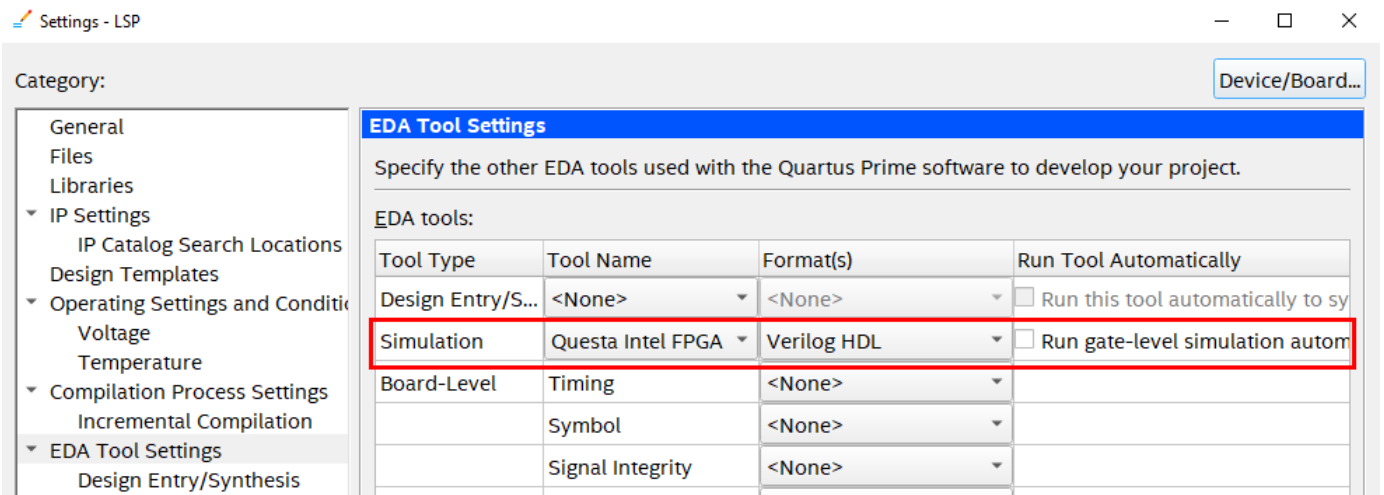 Settings - LSP
Category:
Device/Board...
General
Files
Libraries
IP Settings
IP Catalog Search Locations
Design Templates
Operating Settings and Conditio
Voltage
Temperature
Compilation Process Settings
Incremental Compilation
EDA Tool Settings
Design Entry/Synthesis
EDA Tool Settings
Specify the other EDA tools used with the Quartus Prime software to develop your project.
EDA tools:
Tool Type Tool Name Format(s) Run Tool Automatically
Design Entry/S... <None> <None> Run this tool automatically to sy
Simulation Questa Intel FPGA Verilog HDL Run gate-level simulation autom
Board-Level Timing <None>
Symbol <None>
Signal Integrity <None>